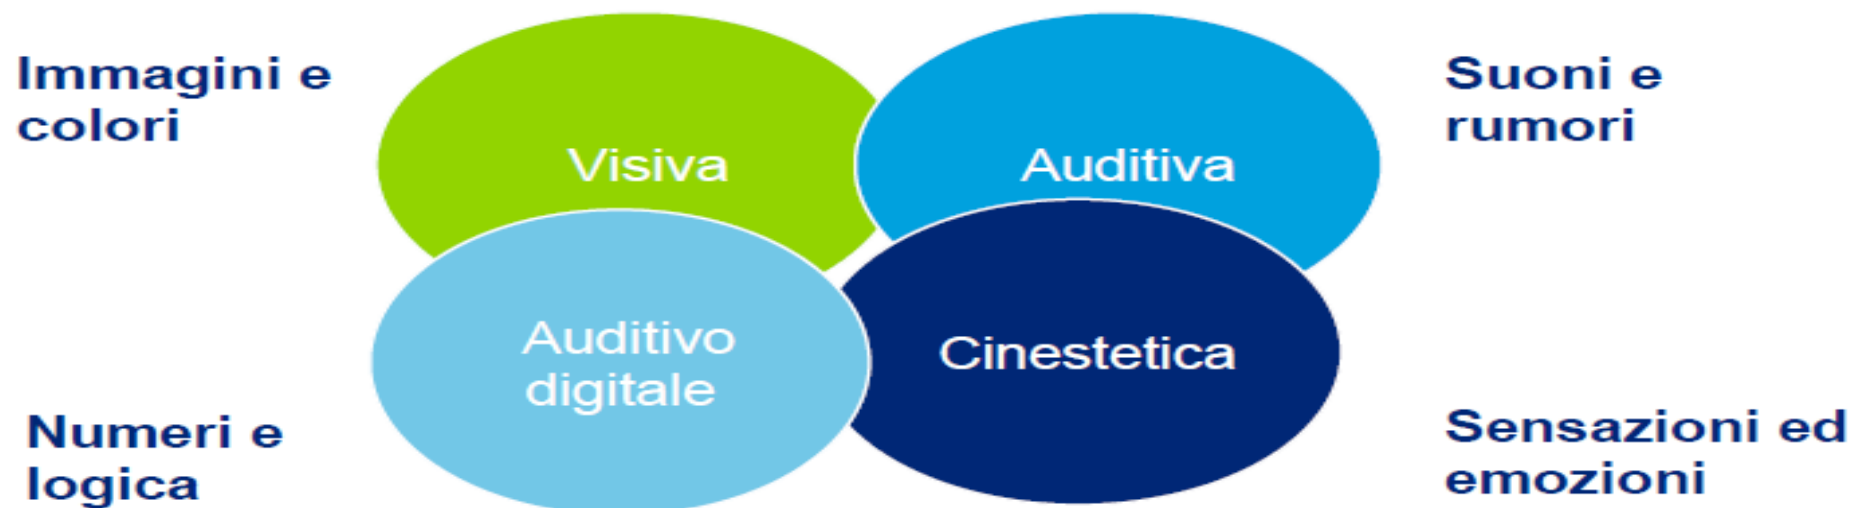 Immagini e
colori
Visiva
Auditiva
Suoni e
rumori
Numeri e
logica
Auditivo
digitale
Cinestetica
Sensazioni ed
emozioni